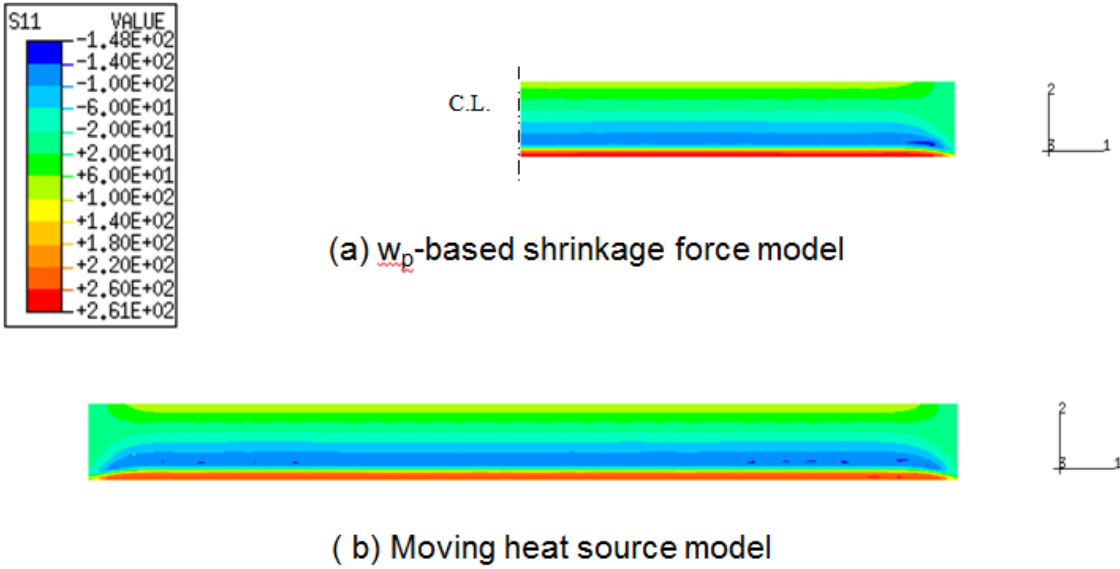 S11 VALUE
-1.48E+02
-1.40E+02
-1.00E+02
-6.00E+01
-2.00E+01
+2.00E+01
+6.00E+01
+1.00E+02
+1.40E+02
+1.80E+02
+2.20E+02
+2.60E+02
+2.61E+02
C.L.
2
3 1
(a) wp-based shrinkage force model
2
3 1
( b) Moving heat source model